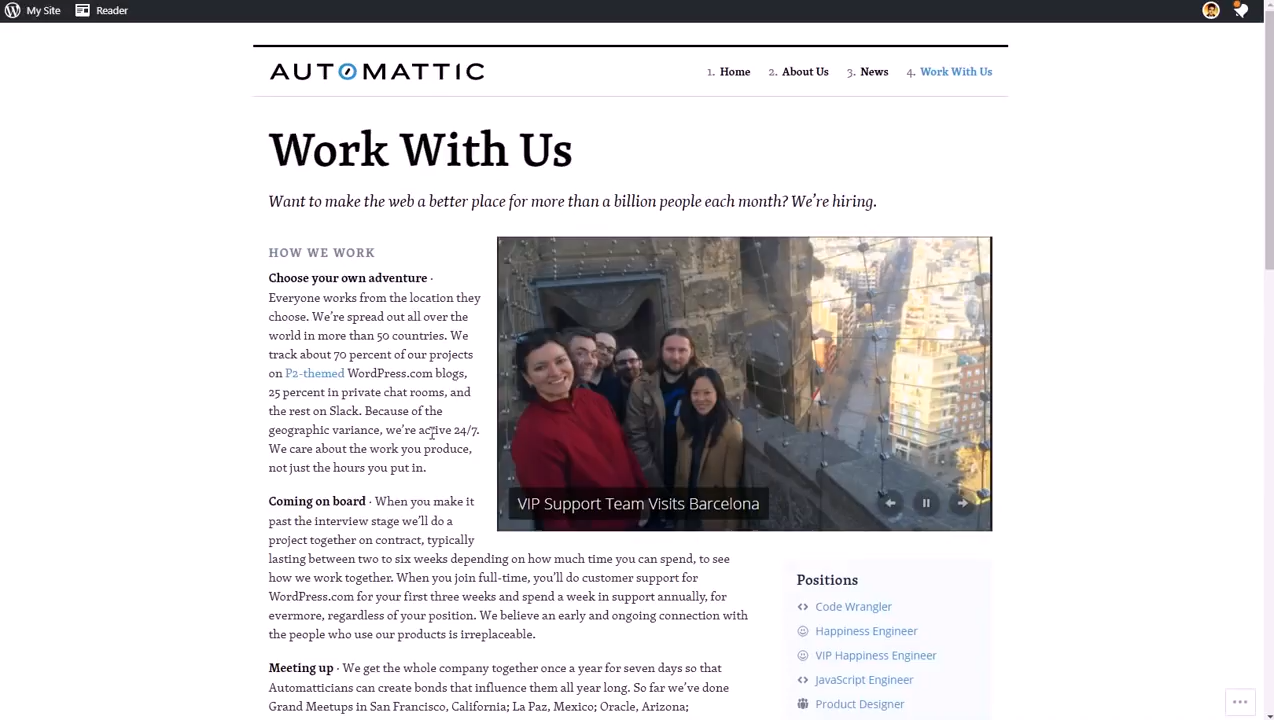 My Site Reader
AUTOMATTIC
1. Home 2. About Us 3. News 4. Work With Us
Work With Us
Want to make the web a better place for more than a billion people each month? We're hiring.
HOW WE WORK
Choose your own adventure ·
Everyone works from the location they
choose. We're spread out all over the
world in more than 50 countries. We
track about 70 percent of our projects
on P2-themed WordPress.com blogs,
25 percent in private chat rooms, and
the rest on Slack. Because of the
geographic variance, we're active 24/7.
We care about the work you produce,
not just the hours you put in.
VIP Support Team Visits Barcelona
Coming on board · When you make it
past the interview stage we'll do a
project together on contract, typically
lasting between two to six weeks depending on how much time you can spend, to see
how we work together. When you join full-time, you'll do customer support for
WordPress.com for your first three weeks and spend a week in support annually, for
evermore, regardless of your position. We believe an early and ongoing connection with
the people who use our products is irreplaceable.
Meeting up · We get the whole company together once a year for seven days so that
Automatticians can create bonds that influence them all year long. So far we've done
Grand Meetups in San Francisco, California; La Paz, Mexico; Oracle, Arizona;
Positions
Code Wrangler
Happiness Engineer
VIP Happiness Engineer
JavaScript Engineer
Product Designer